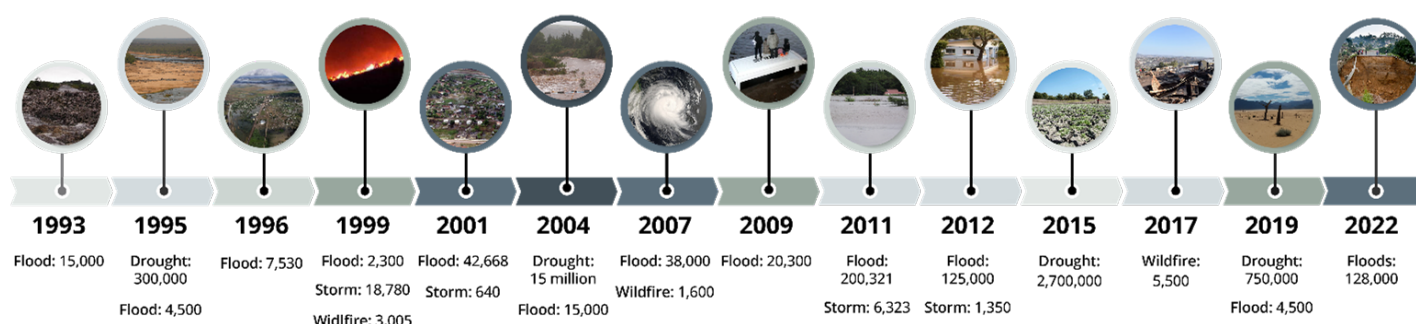 1993
Flood: 15,000
1995
Drought:
300,000
Flood: 4,500
1996
Flood: 7,530
1999
Flood: 2,300
Storm: 18,780
Widlfire: 3,005
2001
Flood: 42,668
Storm: 640
2004
Drought:
15 million
Flood: 15,000
2007
Flood: 38,000
Wildfire: 1,600
2009
Flood: 20,300
2011
Flood:
200,321
Storm: 6,323
2012
Flood:
125,000
Storm: 1,350
2015
Drought:
2,700,000
2017
Wildfire:
5,500
2019
Drought:
750,000
Flood: 4,500
2022
Floods:
128,000